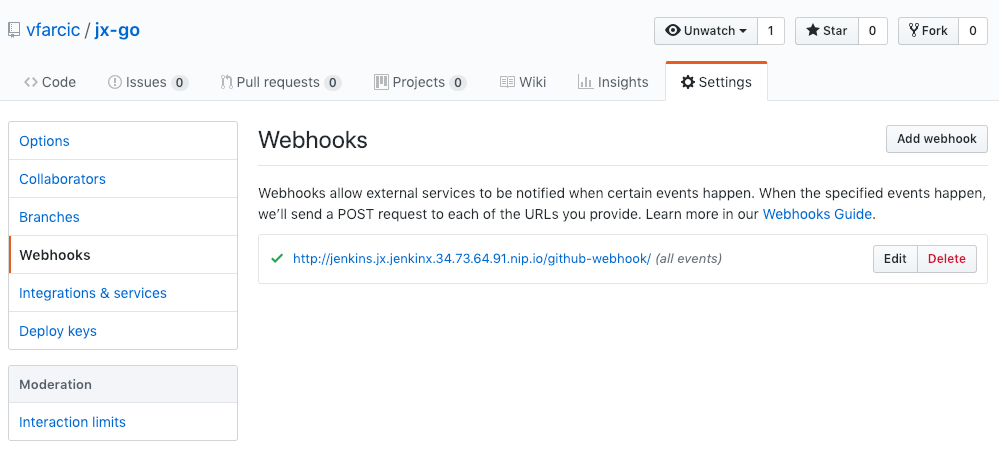 vfarcic / jx-go
Unwatch 1 Star 0 Fork 0
Code Issues 0 Pull requests 0 Projects 0 Wiki Insights Settings
Options
Collaborators
Branches
Webhooks
Integrations & services
Deploy keys
Moderation
Interaction limits
Webhooks
Add webhook
Webhooks allow external services to be notified when certain events happen. When the specified events happen,
we'll send a POST request to each of the URLs you provide. Learn more in our Webhooks Guide.
http://jenkins.jx.jenkinx.34.73.64.91.nip.io/github-webhook/ (all events) Edit Delete